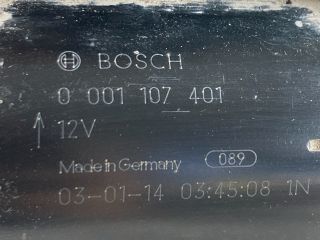 BOSCH
0 001 107 401
12V
Made in Germany 089
03-01-14 03:45:08 1N